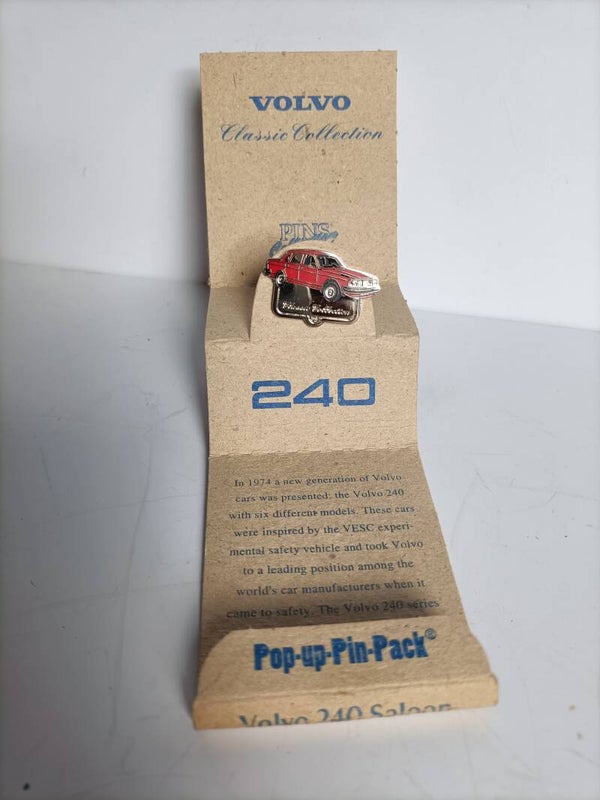 VOLVO
Classic Collection
PINS
Classic Collection
240
In 1974 a new generation of Volvo
cars was presented: the Volvo 240
with six different models. These cars
were inspired by the VESC experi-
mental safety vehicle and took Volvo
to a leading position among the
world's car manufacturers when it
came to safety. The Volvo 240 series
Pop-up-Pin-Pack®
Volvo 240 Saloon